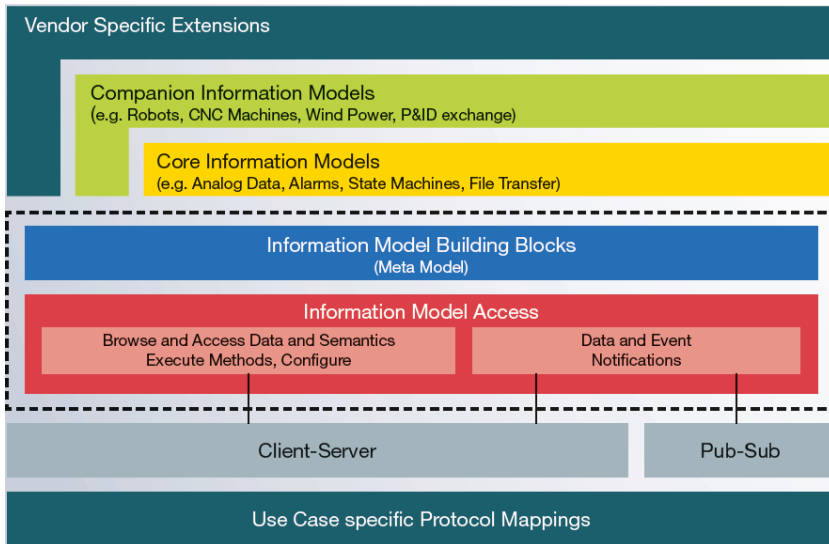 Vendor Specific Extensions
Companion Information Models
(e.g. Robots, CNC Machines, Wind Power, P&ID exchange)
Core Information Models
(e.g. Analog Data, Alarms, State Machines, File Transfer)
Information Model Building Blocks
(Meta Model)
Information Model Access
Browse and Access Data and Semantics
Execute Methods, Configure
Data and Event
Notifications
Client-Server
Pub-Sub
Use Case specific Protocol Mappings